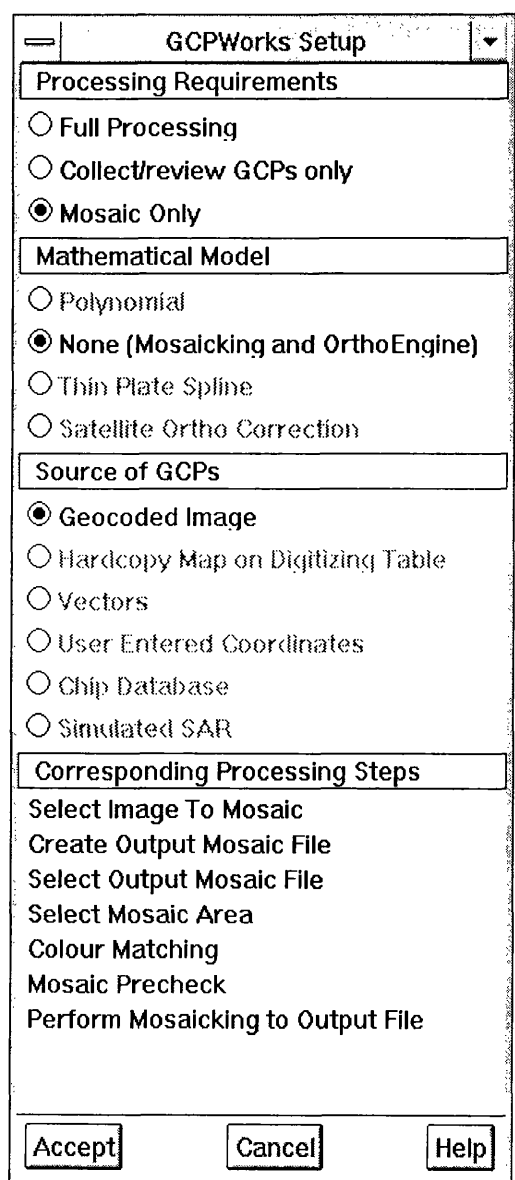 GCPWorks Setup
Processing Requirements
Full Processing
Collect/review GCPs only
Mosaic Only
Mathematical Model
Polynomial
None (Mosaicking and OrthoEngine)
Thin Plate Spline
Satellite Ortho Correction
Source of GCPs
Geocoded Image
Hardcopy Map on Digitizing Table
Vectors
User Entered Coordinates
Chip Database
Simulated SAR
Corresponding Processing Steps
Select Image To Mosaic
Create Output Mosaic File
Select Output Mosaic File
Select Mosaic Area
Colour Matching
Mosaic Precheck
Perform Mosaicking to Output File
Accept Cancel Help